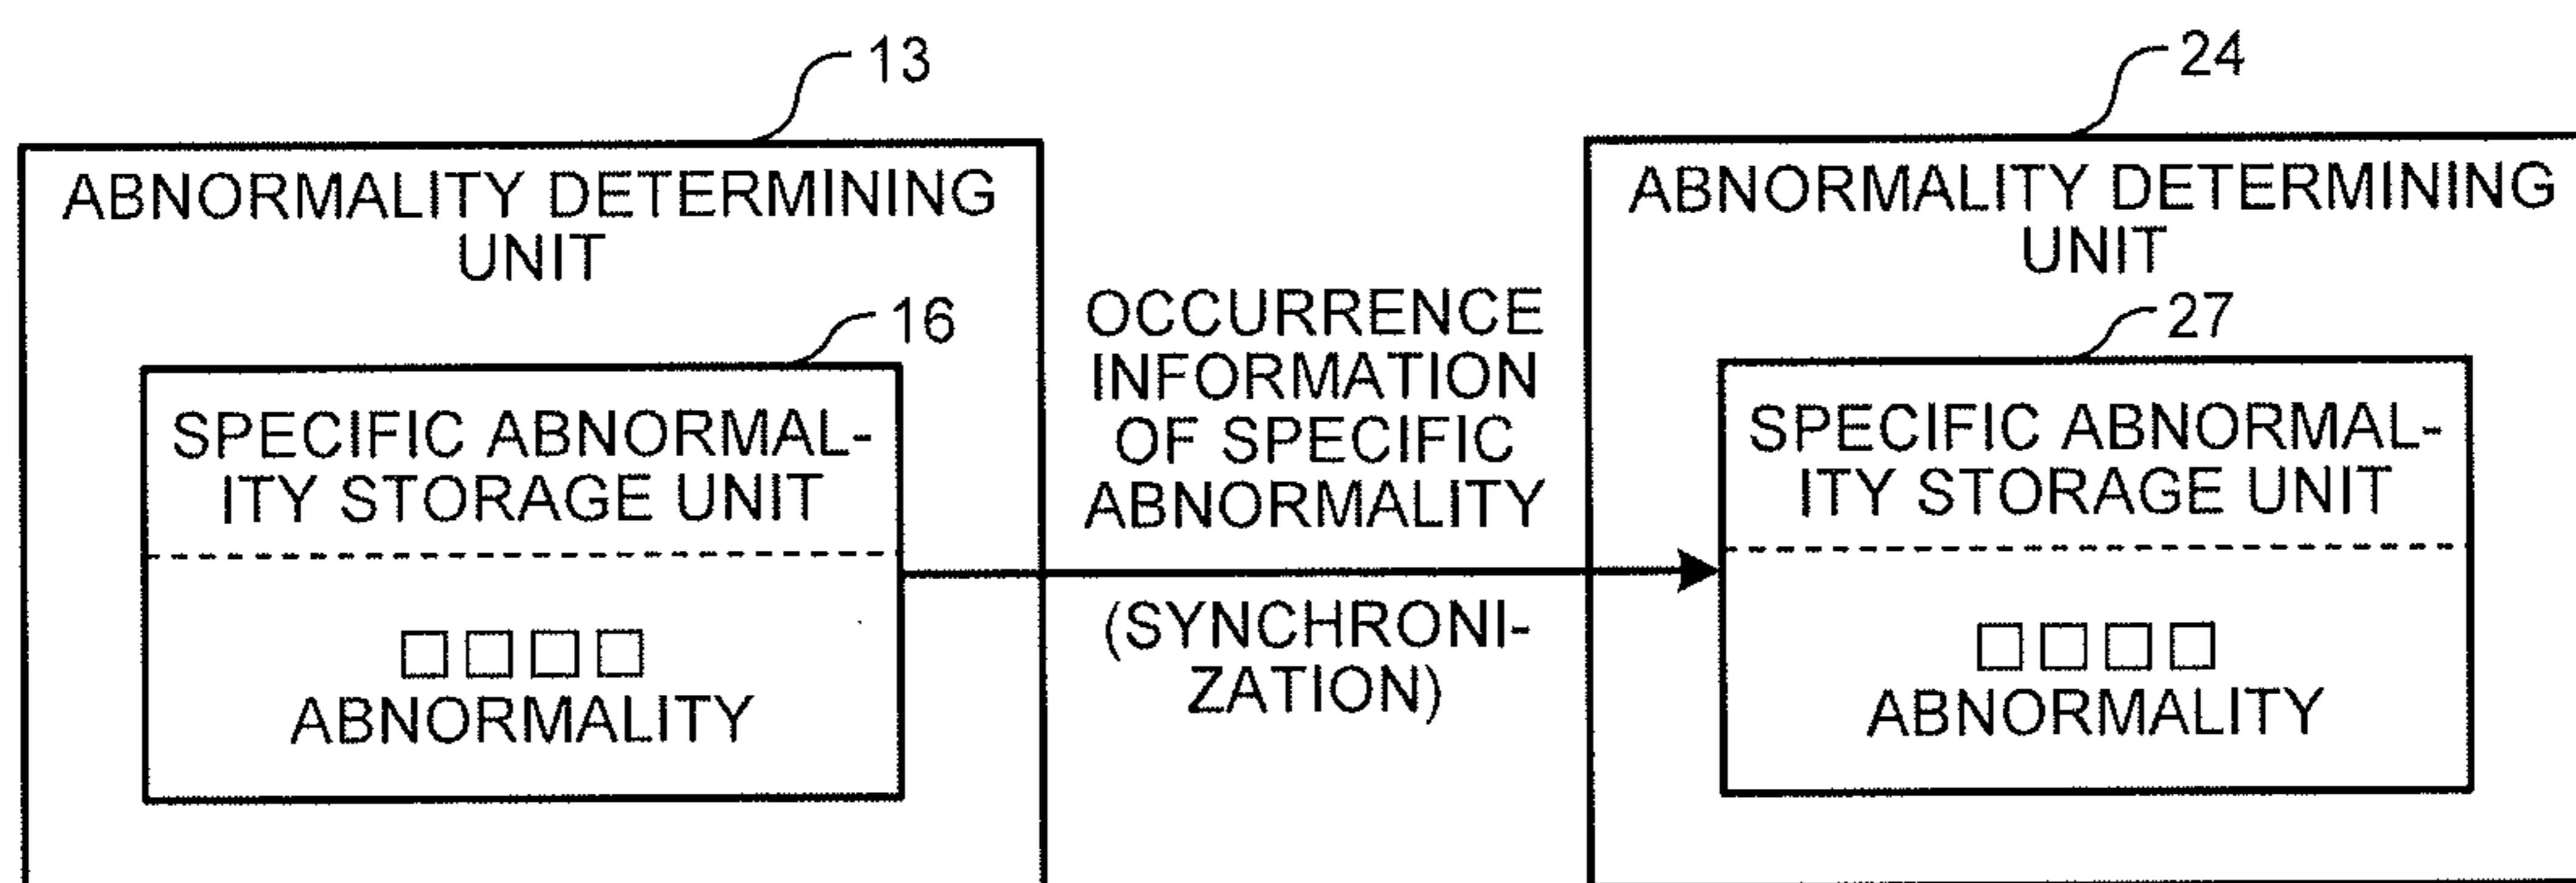 13
ABNORMALITY DETERMINING
UNIT
16
SPECIFIC ABNORMAL-
ITY STORAGE UNIT
□□□□
ABNORMALITY
OCCURRENCE
INFORMATION
OF SPECIFIC
ABNORMALITY
(SYNCHRONI-
ZATION)
24
ABNORMALITY DETERMINING
UNIT
27
SPECIFIC ABNORMAL-
ITY STORAGE UNIT
□□□□
ABNORMALITY